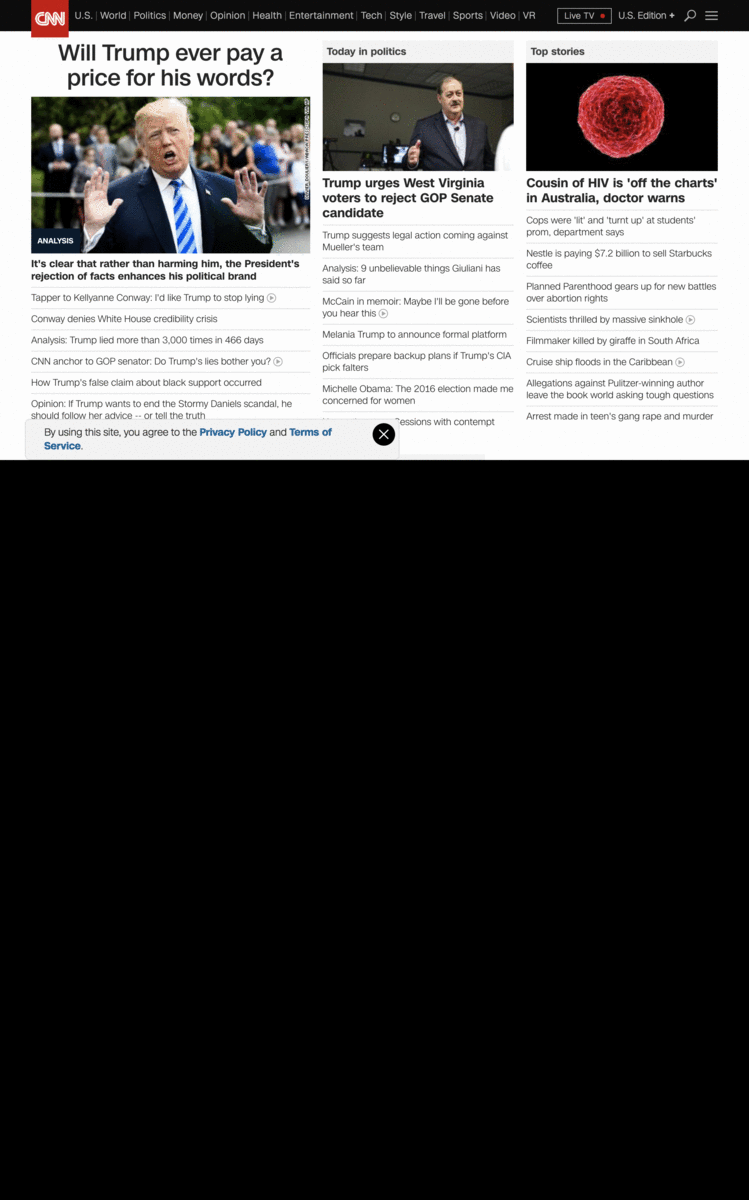 CNN
U.S. | World | Politics | Money | Opinion | Health | Entertainment | Tech | Style | Travel | Sports | Video | VR
Live TV
U.S. Edition +
Will Trump ever pay a
price for his words?
ANALYSIS
It's clear that rather than harming him, the President's
rejection of facts enhances his political brand
Tapper to Kellyanne Conway: I'd like Trump to stop lying
Conway denies White House credibility crisis
Analysis: Trump lied more than 3,000 times in 466 days
CNN anchor to GOP senator: Do Trump's lies bother you?
How Trump's false claim about black support occurred
Opinion: If Trump wants to end the Stormy Daniels scandal, he
should follow her advice -- or tell the truth
Today in politics
Trump urges West Virginia
voters to reject GOP Senate
candidate
Trump suggests legal action coming against
Mueller's team
Analysis: 9 unbelievable things Giuliani has
said so far
McCain in memoir: Maybe I'll be gone before
you hear this
Melania Trump to announce formal platform
Officials prepare backup plans if Trump's CIA
pick falters
Michelle Obama: The 2016 election made me
concerned for women
Sessions with contempt
Top stories
Cousin of HIV is 'off the charts'
in Australia, doctor warns
Cops were 'lit' and 'turnt up' at students'
prom, department says
Nestle is paying $7.2 billion to sell Starbucks
coffee
Planned Parenthood gears up for new battles
over abortion rights
Scientists thrilled by massive sinkhole
Filmmaker killed by giraffe in South Africa
Cruise ship floods in the Caribbean
Allegations against Pulitzer-winning author
leave the book world asking tough questions
Arrest made in teen's gang rape and murder
By using this site, you agree to the Privacy Policy and Terms of
Service.